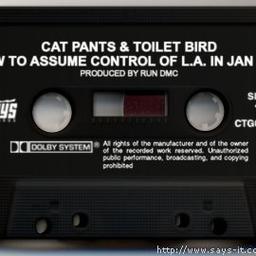 CAT PANTS & TOILET BIRD
TO ASSUME CONTROL OF L.A. IN JAN
PRODUCED BY RUN DMC
DOLBY SYSTEM®
All rights of the manufacturer and of the owner
of the recorded work reserved. Unauthorized
public performance, broadcasting, and copying
prohibited
http://www.says-it.com